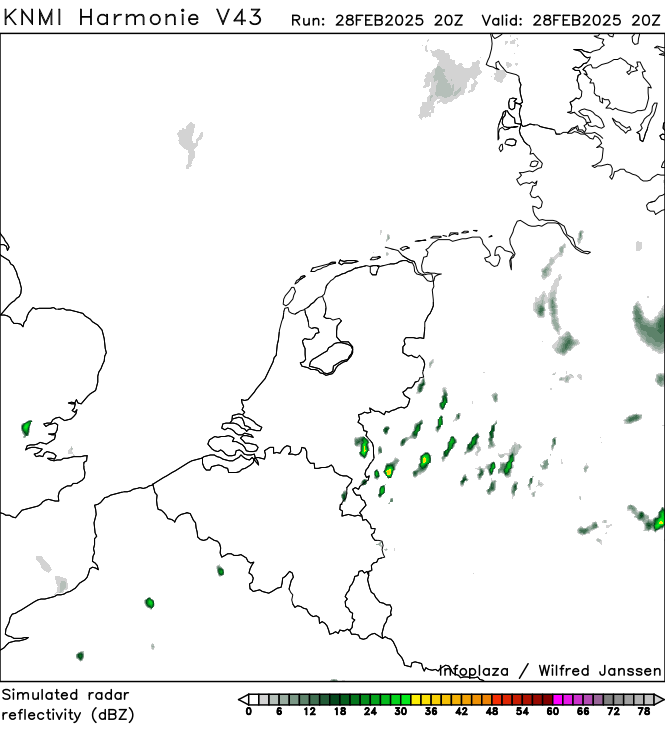 KNMI Harmonie V43 Run: 28FEB2025 20Z Valid: 28FEB2025 20Z
Infoplaza / Wilfred Janssen
Simulated radar
reflectivity (dBZ)
0 6 12 18 24 30 36 42 48 54 60 66 72 78